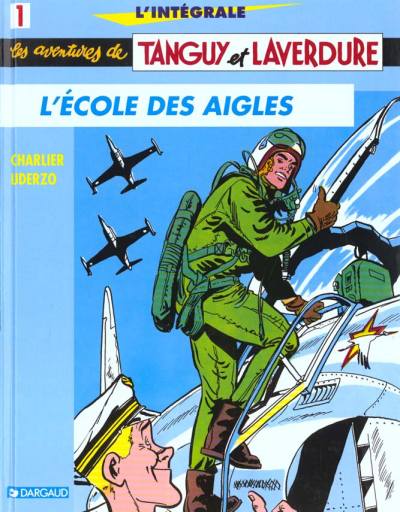 1
L'INTÉGRALE
les aventures de
TANGUY et LAVERDURE
L'ÉCOLE DES AIGLES
CHARLIER
UDERZO
DARGAUD